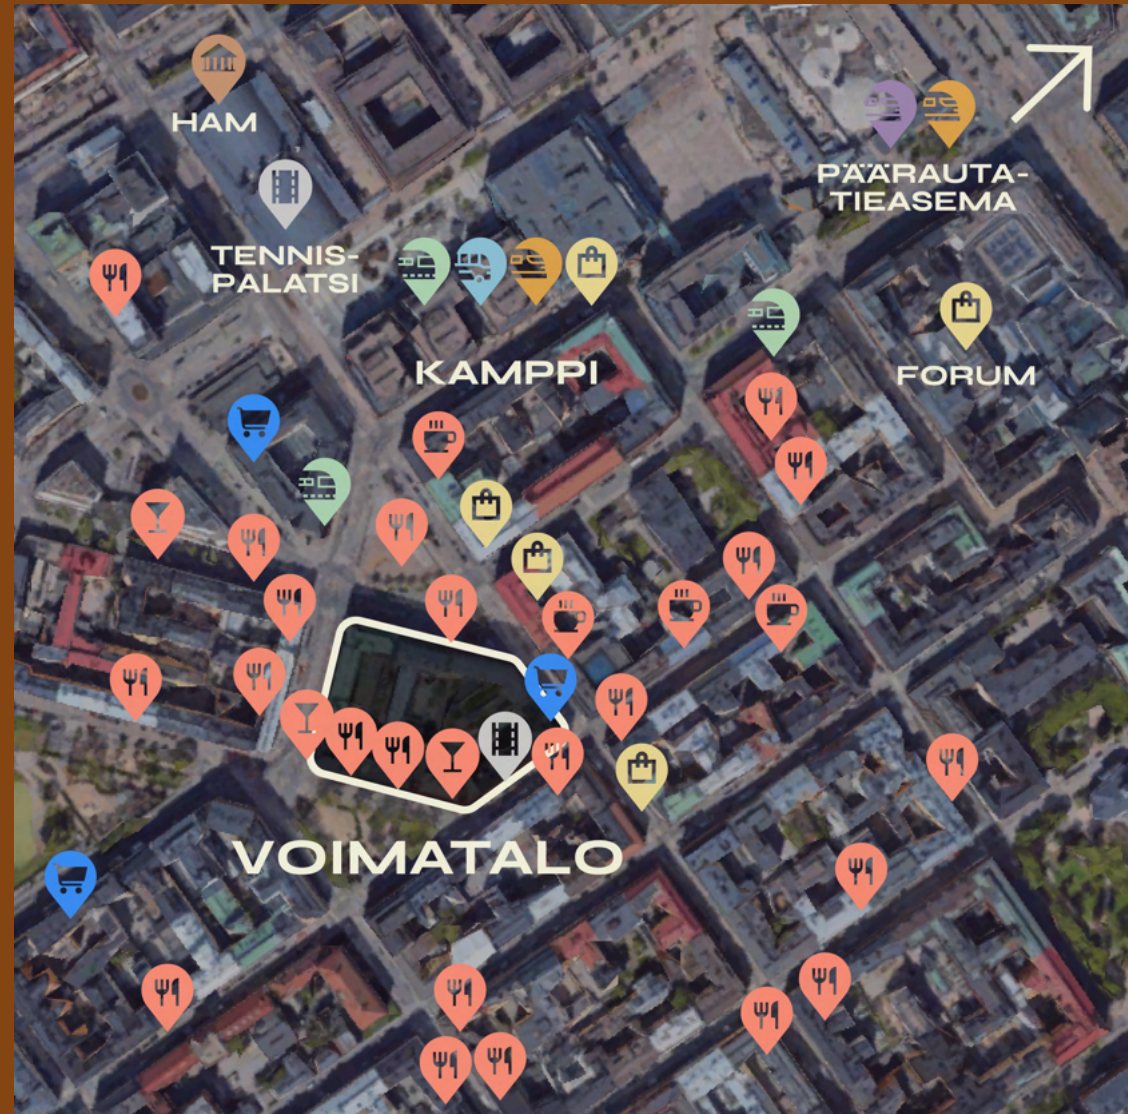 HAM
PÄÄRAUTA-
TIEASEMA
TENNIS-
PALATSI
KAMPPI
FORUM
VOIMATALO